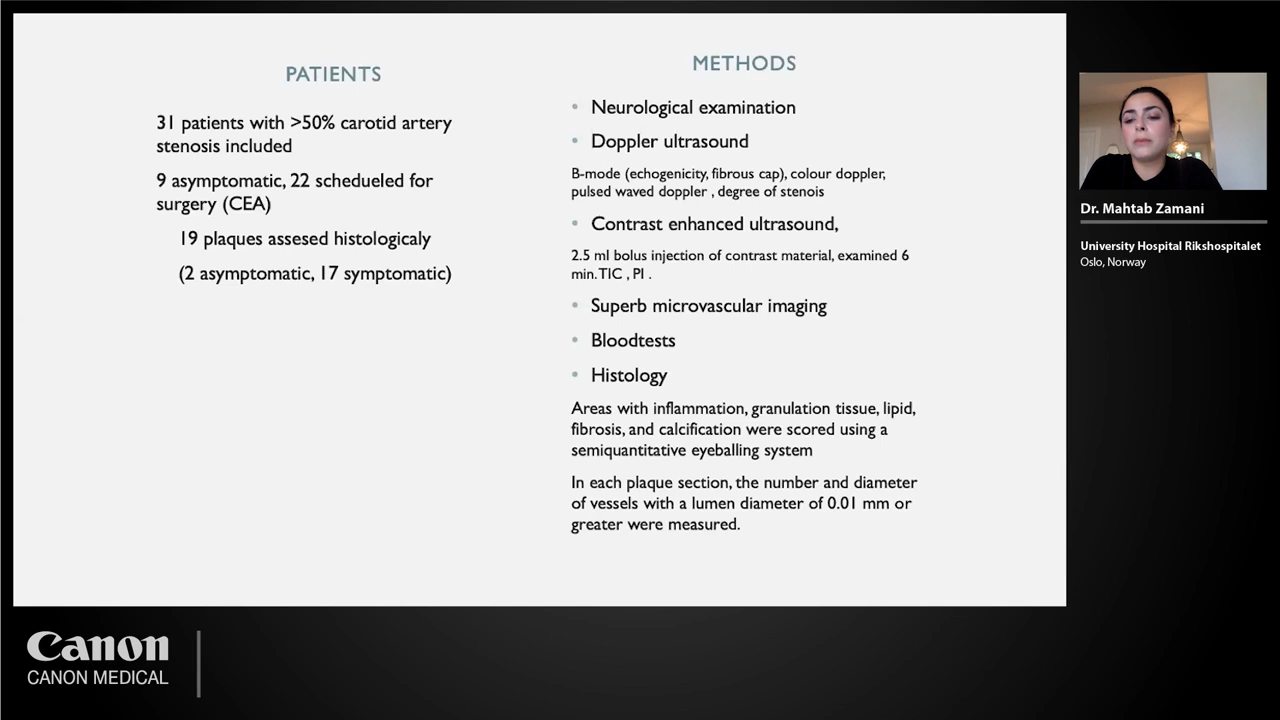 PATIENTS
31 patients with >50% carotid artery
stenosis included
9 asymptomatic, 22 schedueled for
surgery (CEA)
19 plaques assesed histologicaly
(2 asymptomatic, 17 symptomatic)
METHODS
• Neurological examination
• Doppler ultrasound
B-mode (echogenicity, fibrous cap), colour doppler,
pulsed waved doppler , degree of stenois
• Contrast enhanced ultrasound,
2.5 ml bolus injection of contrast material, examined 6
min. TIC , PI .
• Superb microvascular imaging
• Bloodtests
• Histology
Areas with inflammation, granulation tissue, lipid,
fibrosis, and calcification were scored using a
semiquantitative eyeballing system
In each plaque section, the number and diameter
of vessels with a lumen diameter of 0.01 mm or
greater were measured.
Dr. Mahtab Zamani
University Hospital Rikshospitalet
Oslo, Norway
Canon
CANON MEDICAL